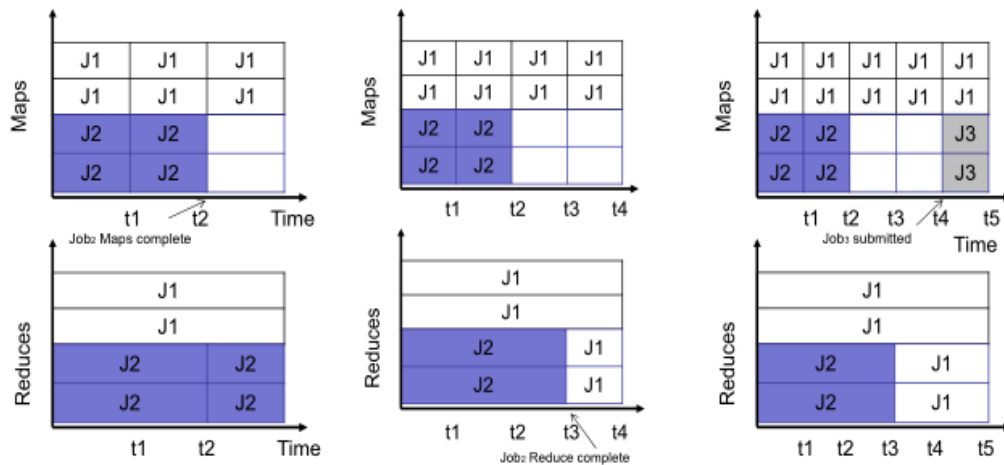 Maps
J1 J1 J1
J1 J1 J1
J2 J2
J2 J2
t1 t2 Time
Job2 Maps complete
Maps
J1 J1 J1 J1
J1 J1 J1 J1
J2 J2
J2 J2
t1 t2 t3 t4
Maps
J1 J1 J1 J1 J1
J1 J1 J1 J1 J1
J2 J2 J3
J2 J2 J3
t1 t2 t3 t4 t5
Job3 submitted
Time
Reduces
J1
J1
J2 J2
J2 J2
t1 t2 Time
Reduces
J1
J1
J2 J1
J2 J1
t1 t2 t3 t4
Job2 Reduce complete
Reduces
J1
J1
J2 J1
J2 J1
t1 t2 t3 t4 t5